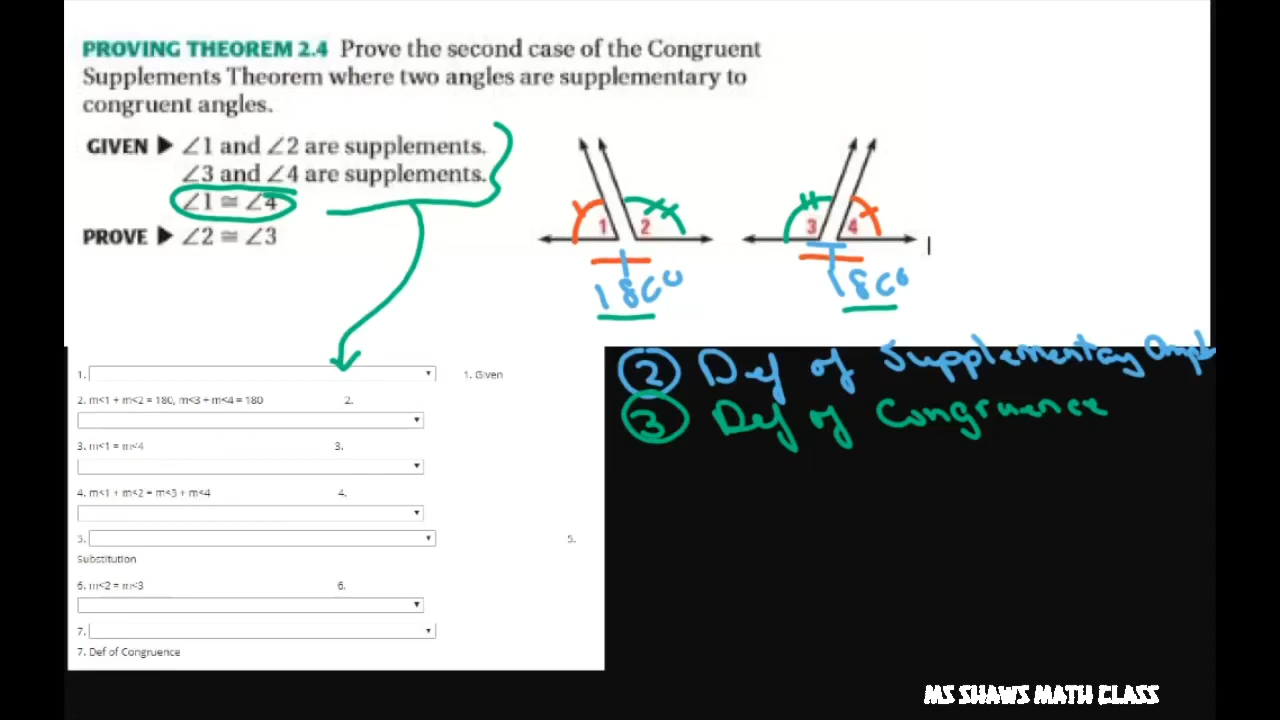 PROVING THEOREM 2.4 Prove the second case of the Congruent
Supplements Theorem where two angles are supplementary to
congruent angles.
GIVEN ▶ ∠1 and ∠2 are supplements.
∠3 and ∠4 are supplements.
∠1 ≅ ∠4
PROVE ▶ ∠2 ≅ ∠3
1 2 3 4
180 180
1. 1. Given
2. m<1 + m<2 = 180, m<3 + m<4 = 180 2.
3. m<1 = m<4 3.
4. m<1 + m<2 = m<3 + m<4 4.
5. 5.
Substitution
6. m<2 = m<3 6.
7.
7. Def of Congruence
② Def of Supplementary
③ Def of Congruence
MS SHAWS MATH CLASS